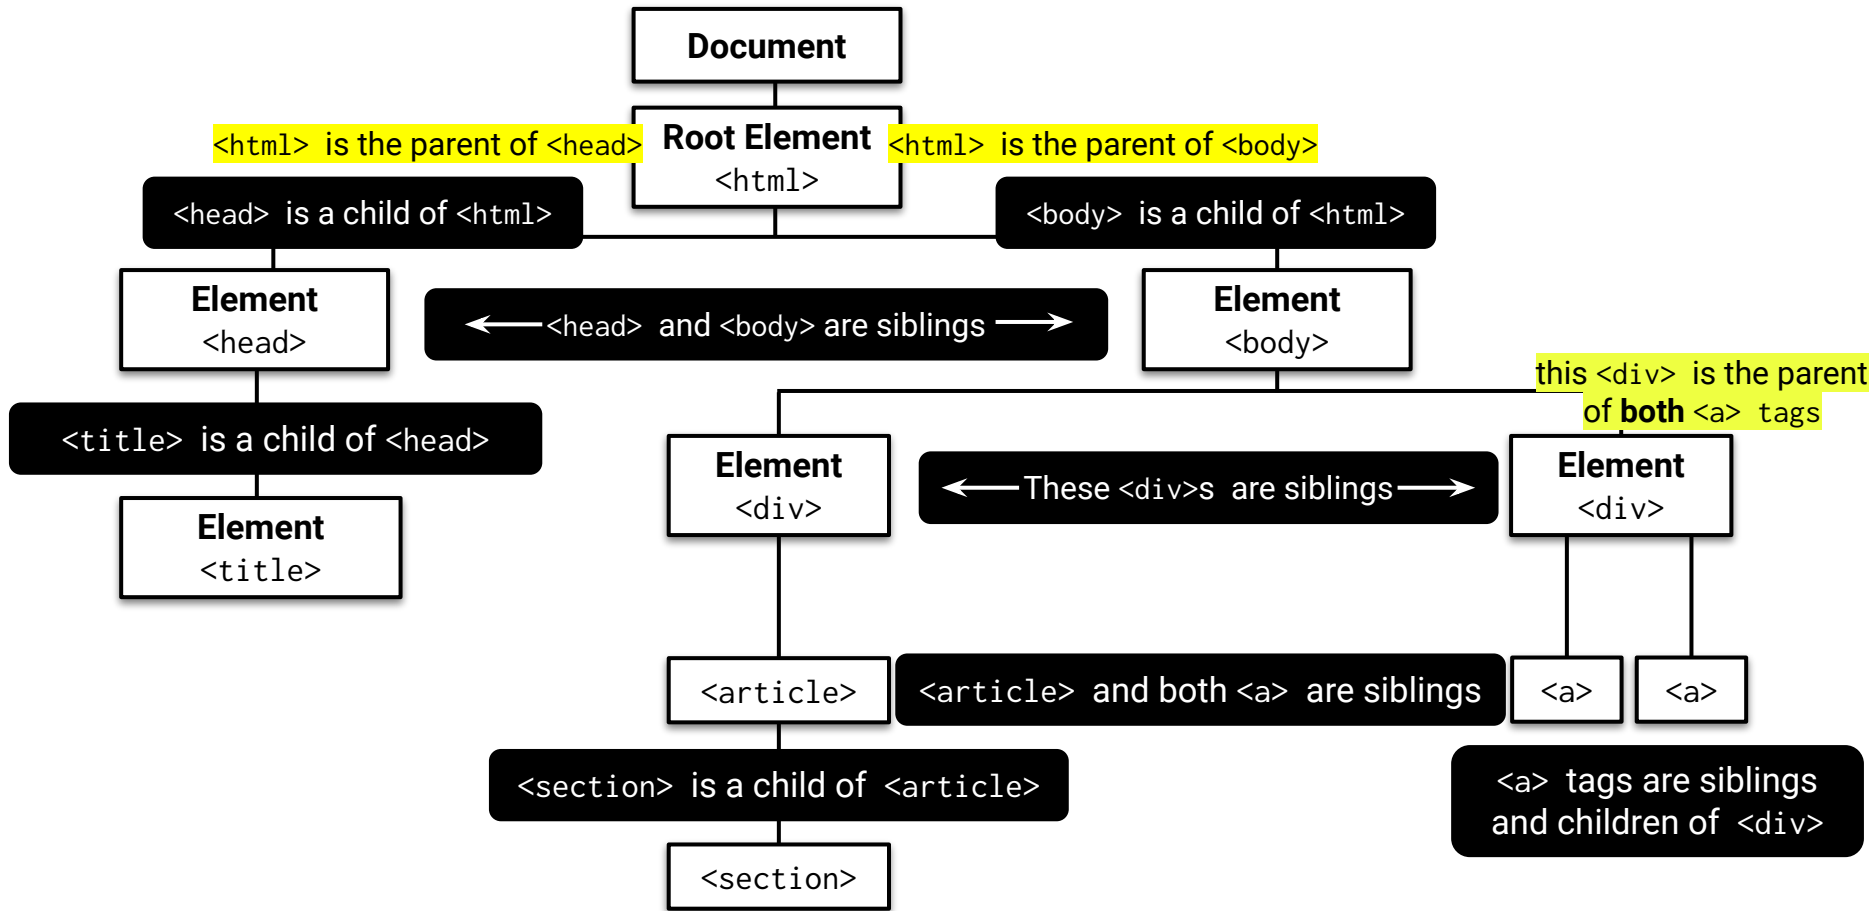 Document
<html> is the parent of <head>
Root Element
<html>
<html> is the parent of <body>
<head> is a child of <html>
<body> is a child of <html>
Element
<head>
<head> and <body> are siblings
Element
<body>
this <div> is the parent
of both <a> tags
<title> is a child of <head>
Element
<div>
These <div>s are siblings
Element
<div>
Element
<title>
<article>
<article> and both <a> are siblings
<a>
<a>
<section> is a child of <article>
<a> tags are siblings
and children of <div>
<section>